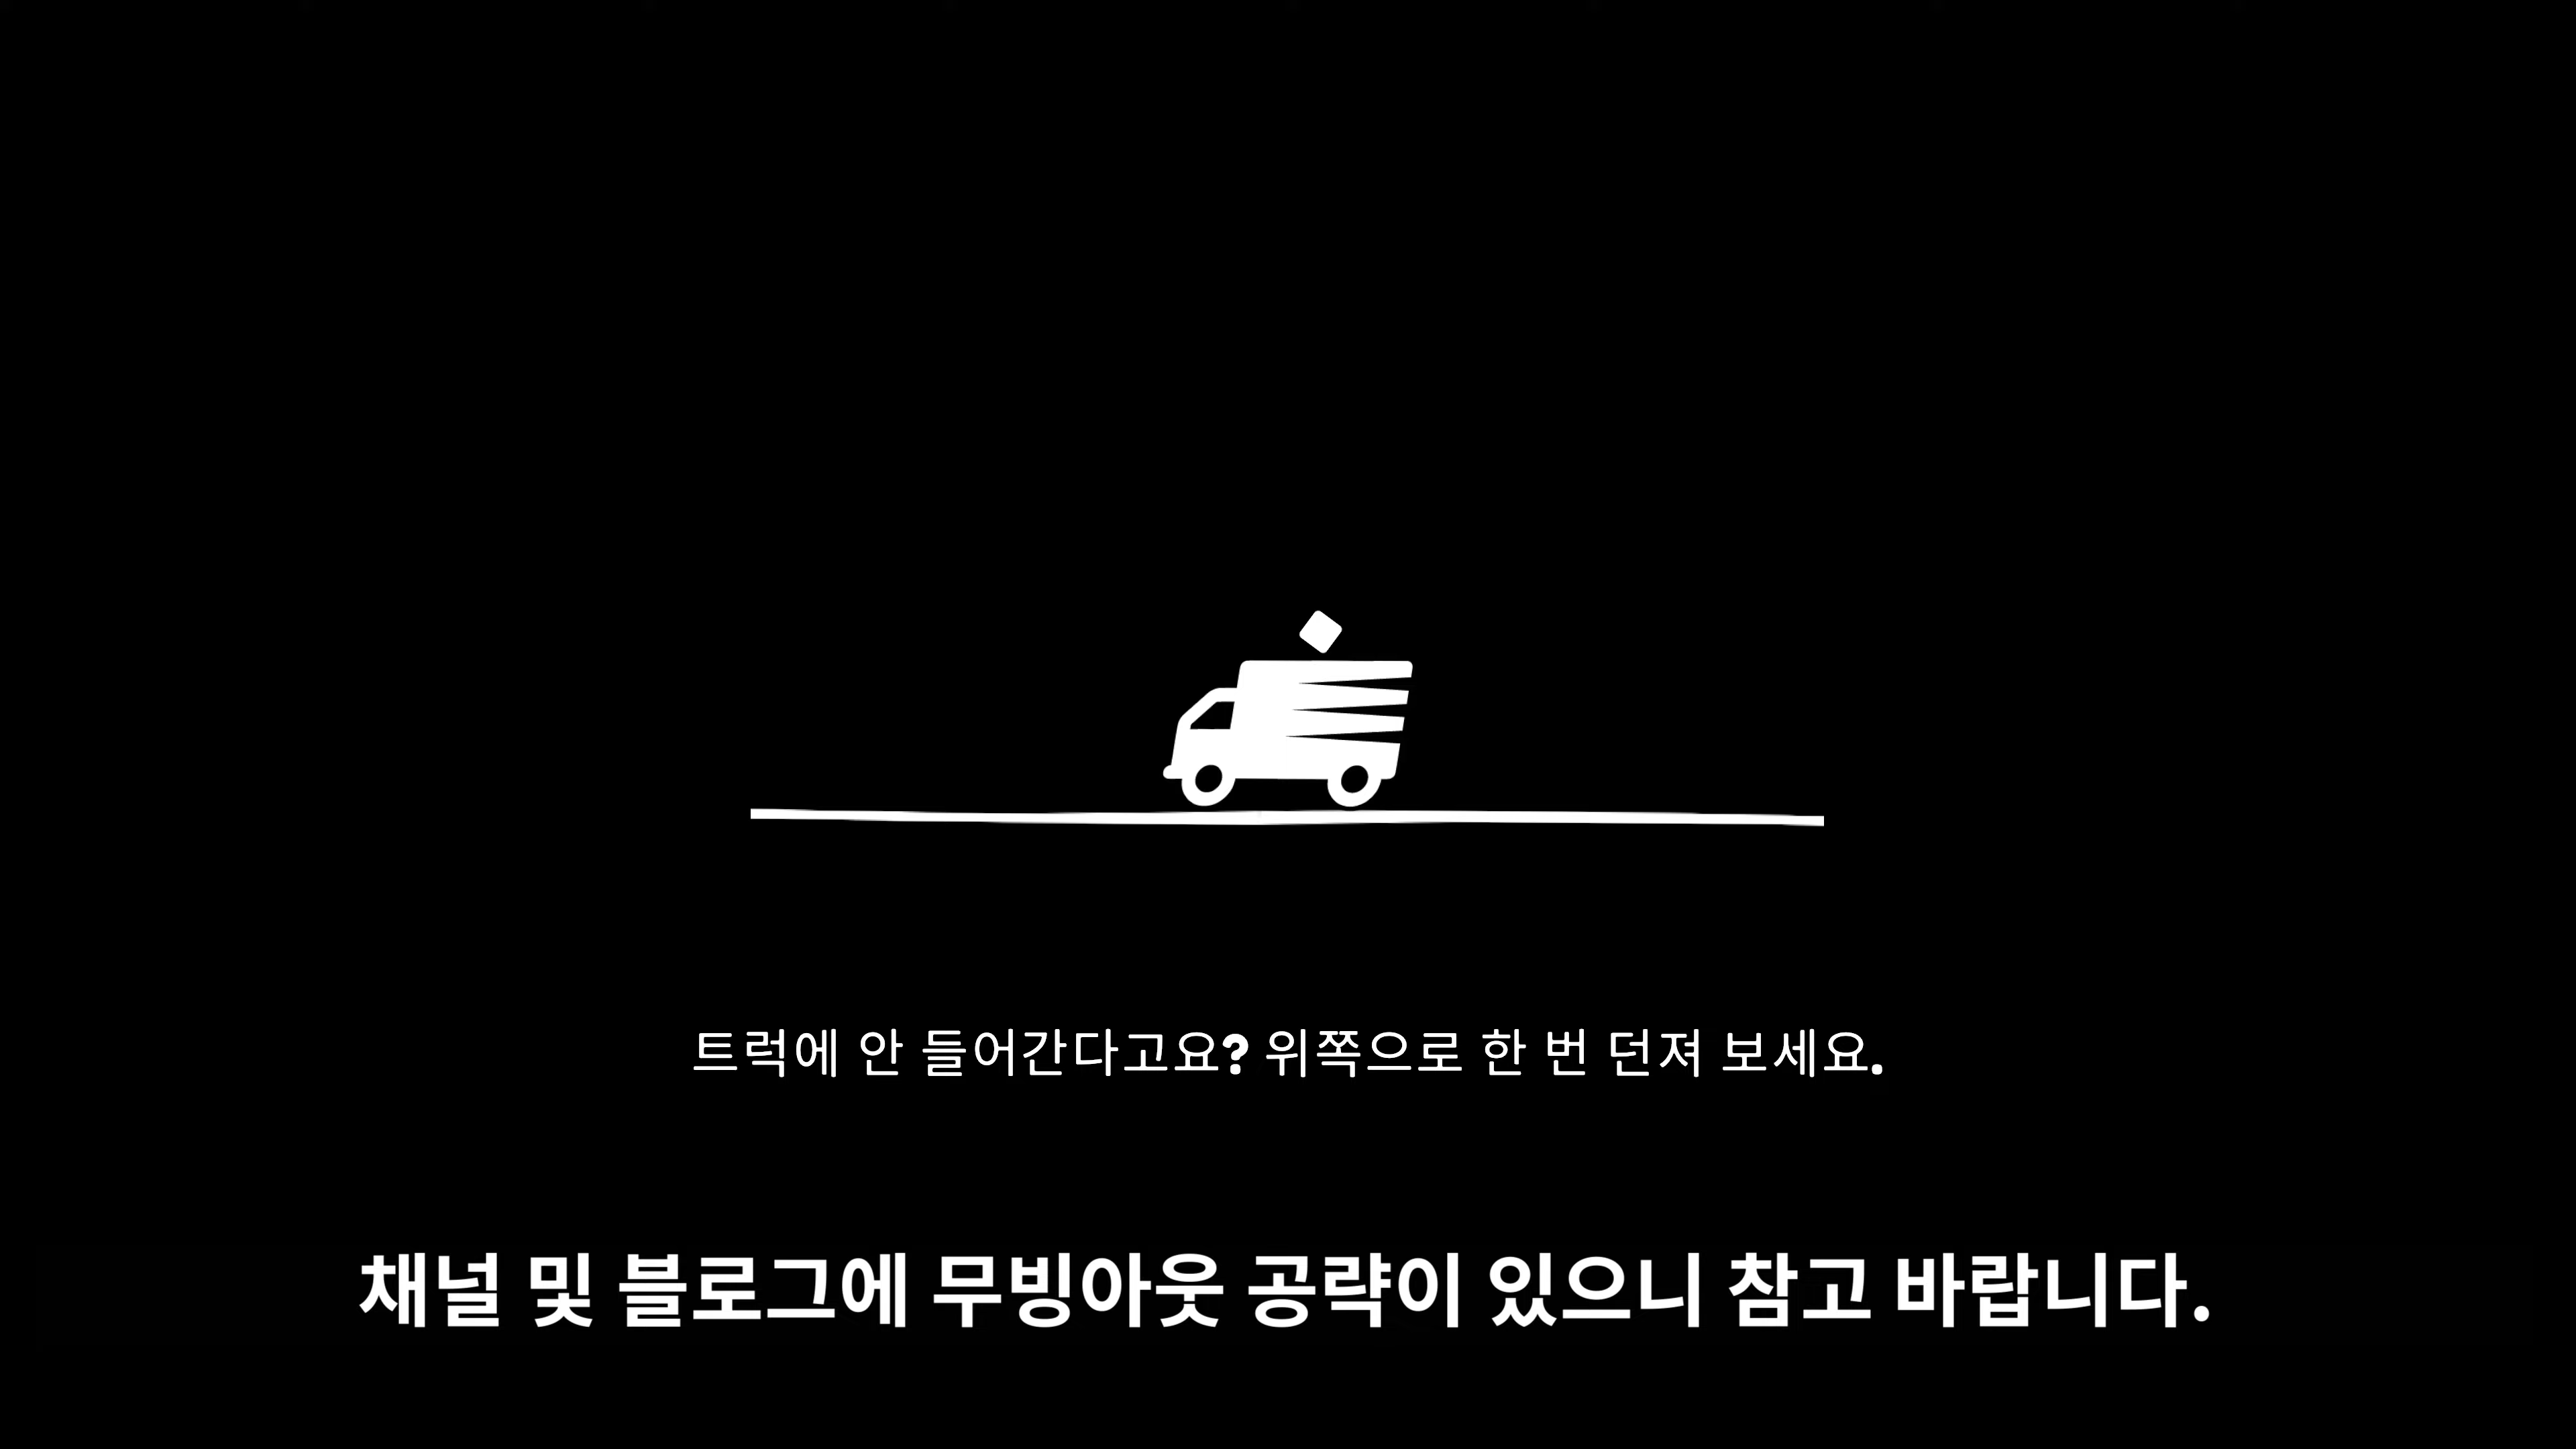 트럭에 안 들어간다고요? 위쪽으로 한 번 던져 보세요.
채널 및 블로그에 무빙아웃 공략이 있으니 참고 바랍니다.